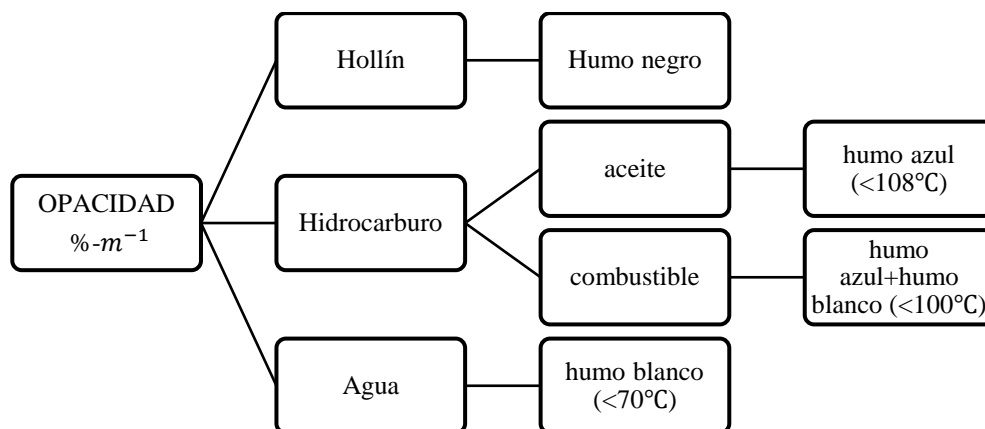 OPACIDAD
%-m⁻¹
Hollín
Humo negro
Hidrocarburo
aceite
humo azul
(<108℃)
combustible
humo
azul+humo
blanco (<100℃)
Agua
humo blanco
(<70℃)